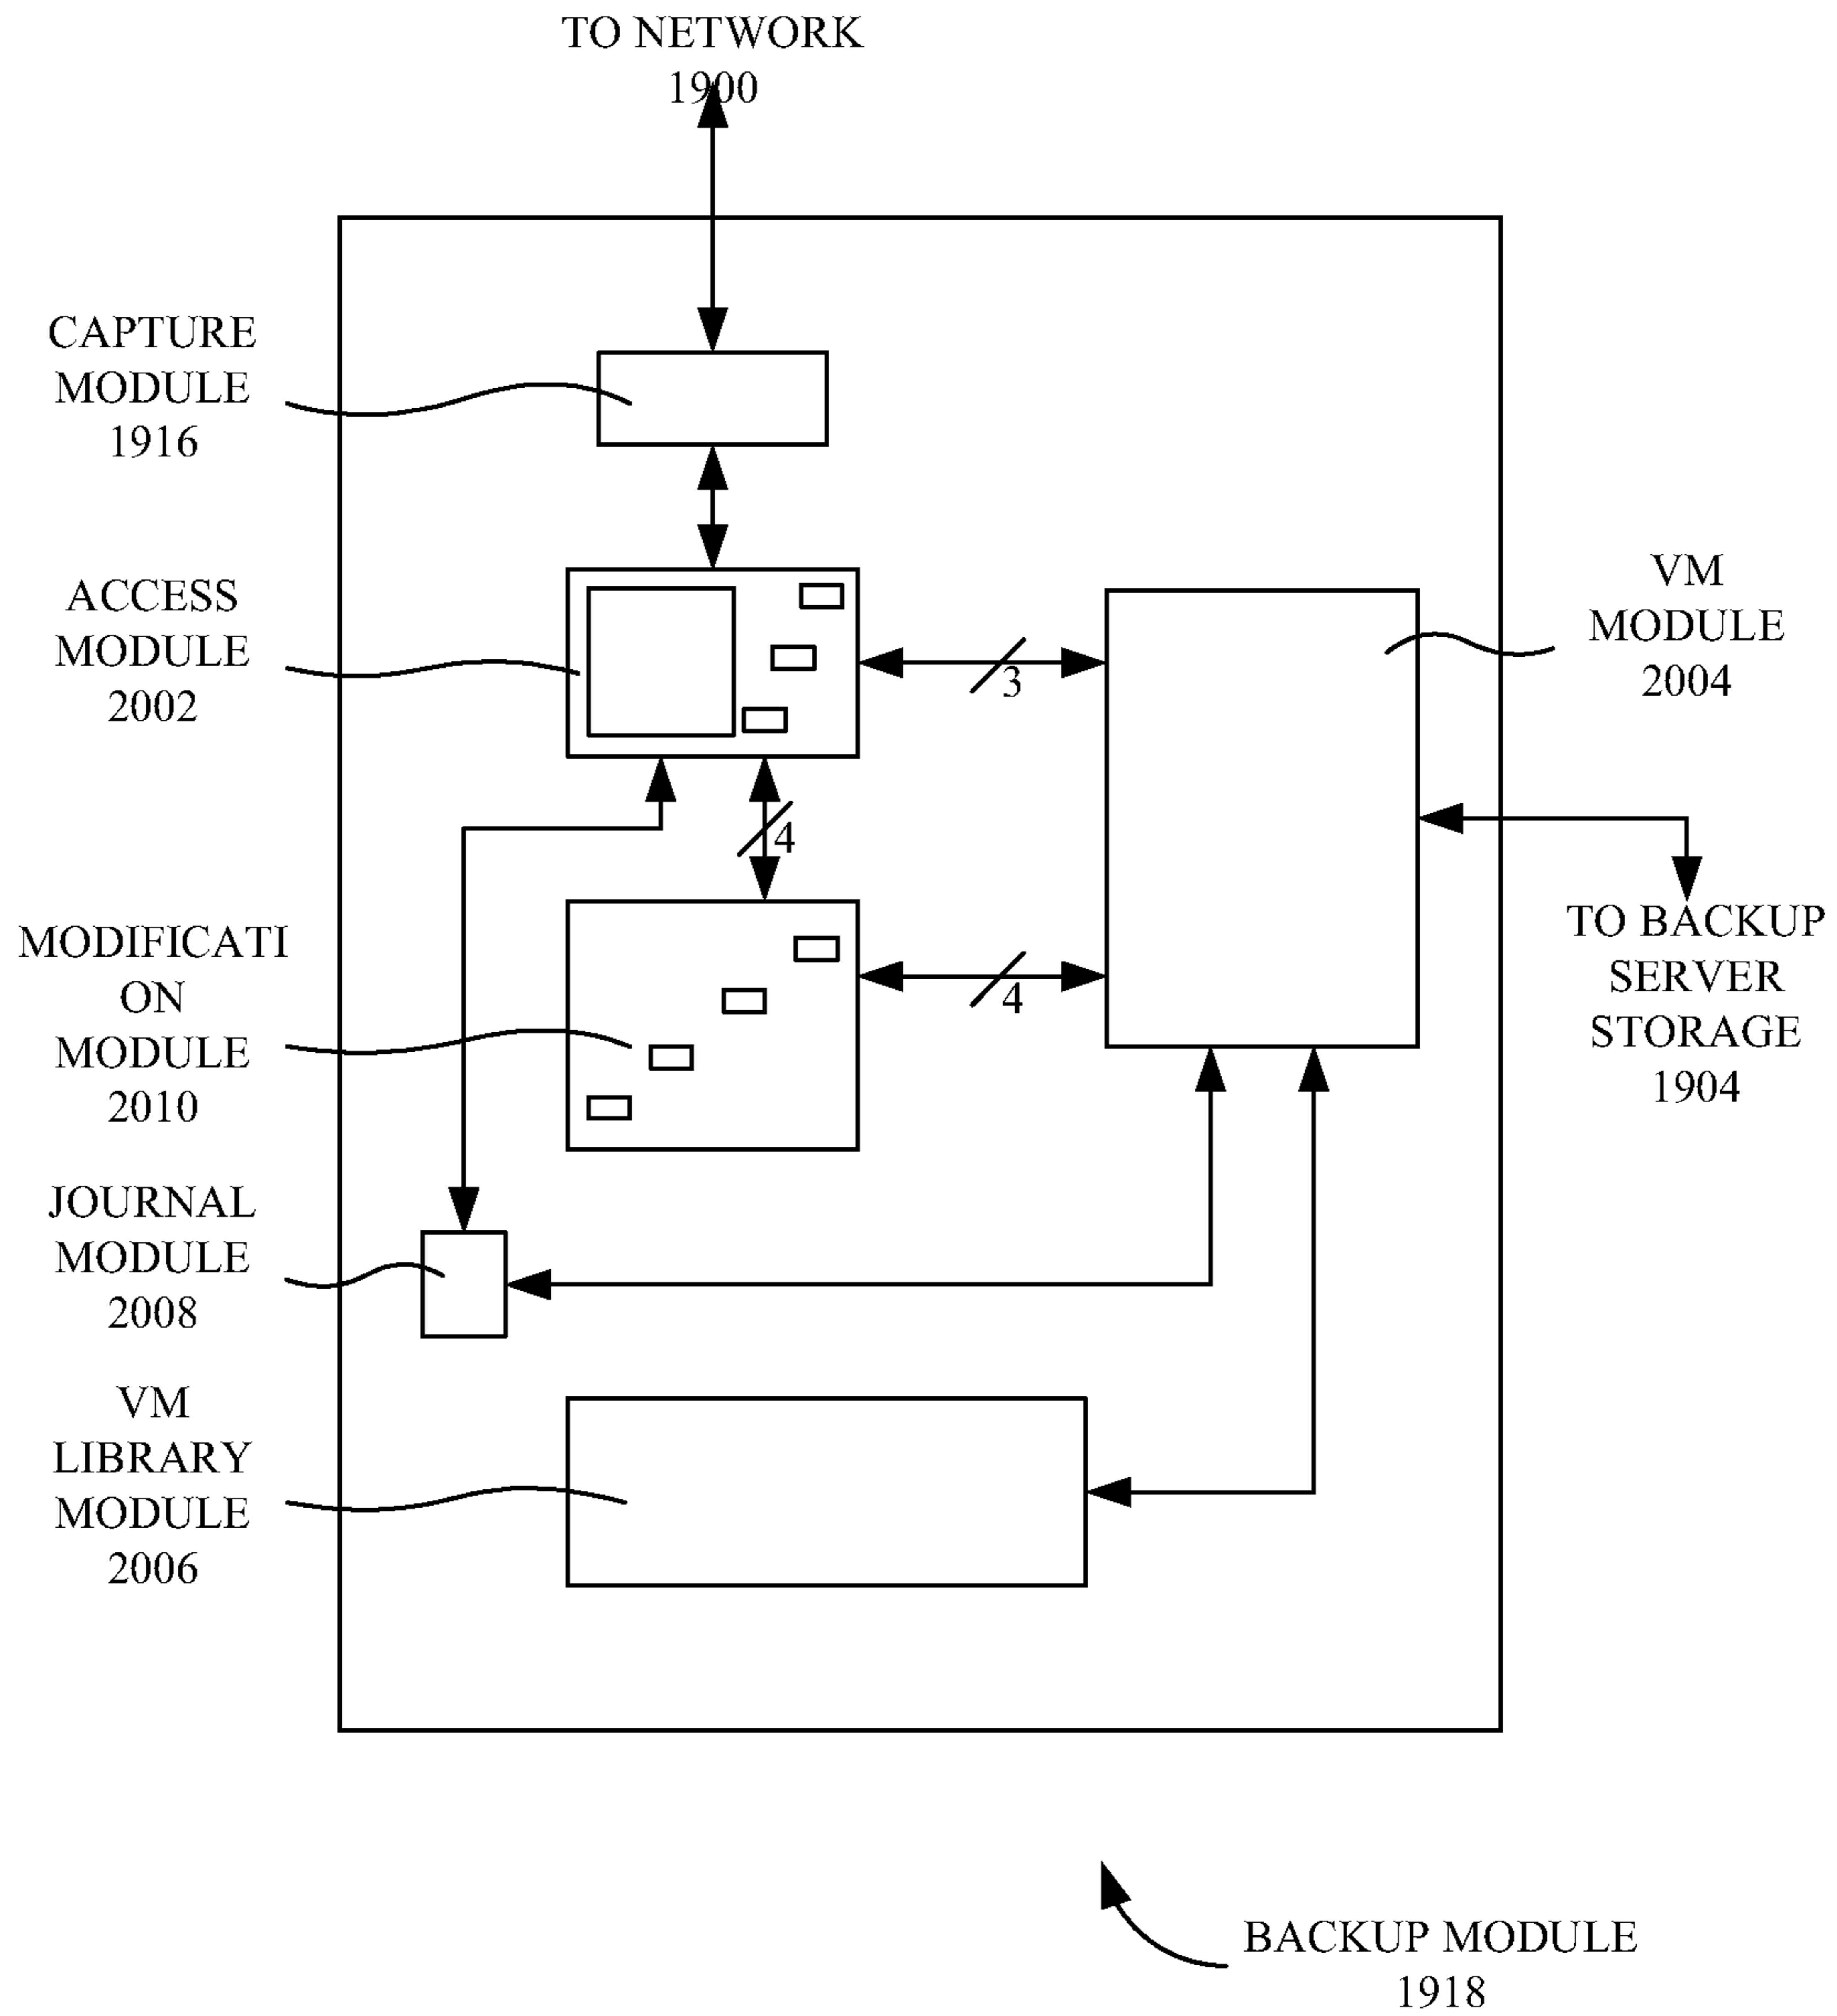 TO NETWORK
1900
CAPTURE
MODULE
1916
ACCESS
MODULE
2002
VM
MODULE
2004
3
4
MODIFICATI
ON
MODULE
2010
4
TO BACKUP
SERVER
STORAGE
1904
JOURNAL
MODULE
2008
VM
LIBRARY
MODULE
2006
BACKUP MODULE
1918